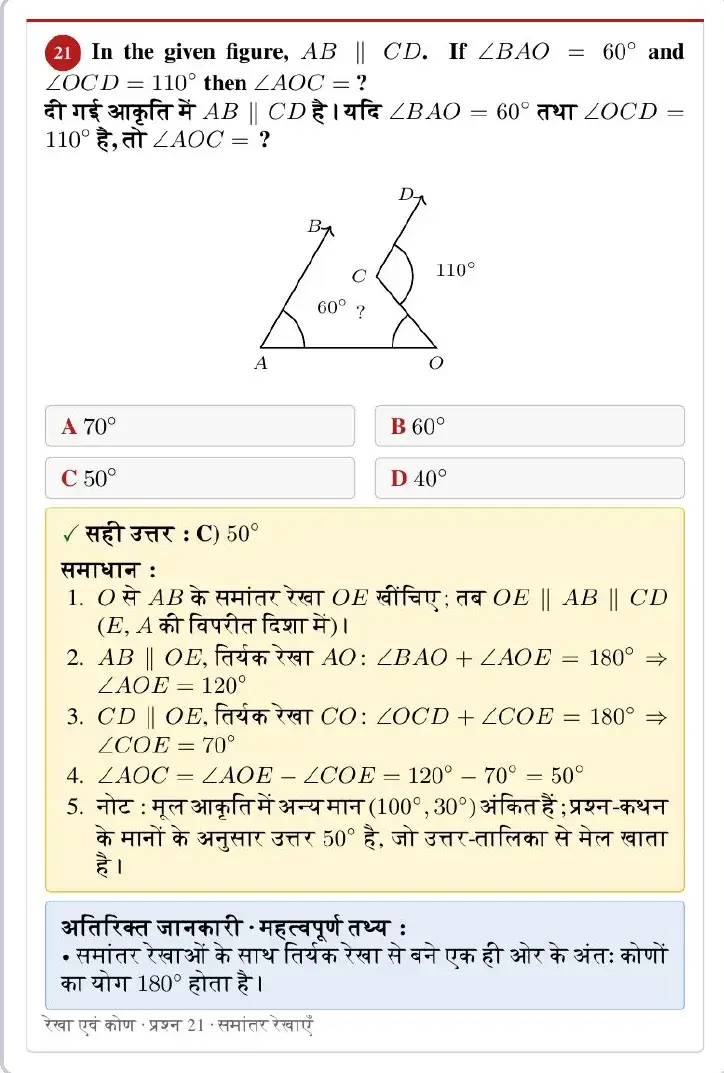 21 In the given figure, AB ∥ CD. If ∠BAO = 60° and
∠OCD = 110° then ∠AOC = ?
दी गई आकृति में AB ∥ CD है। यदि ∠BAO = 60° तथा ∠OCD =
110° है, तो ∠AOC = ?
D
B
C
110°
60°
?
A
O
A 70°
B 60°
C 50°
D 40°
✓ सही उत्तर : C) 50°
समाधान :
1. O से AB के समांतर रेखा OE खींचिए; तब OE ∥ AB ∥ CD
(E, A की विपरीत दिशा में)।
2. AB ∥ OE, तिर्यक रेखा AO: ∠BAO + ∠AOE = 180° ⇒
∠AOE = 120°
3. CD ∥ OE, तिर्यक रेखा CO: ∠OCD + ∠COE = 180° ⇒
∠COE = 70°
4. ∠AOC = ∠AOE − ∠COE = 120° − 70° = 50°
5. नोट : मूल आकृति में अन्य मान (100°, 30°) अंकित हैं; प्रश्न-कथन
के मानों के अनुसार उत्तर 50° है, जो उत्तर-तालिका से मेल खाता
है।
अतिरिक्त जानकारी · महत्वपूर्ण तथ्य :
• समांतर रेखाओं के साथ तिर्यक रेखा से बने एक ही ओर के अंतः कोणों
का योग 180° होता है।
रेखा एवं कोण · प्रश्न 21 · समांतर रेखाएँ